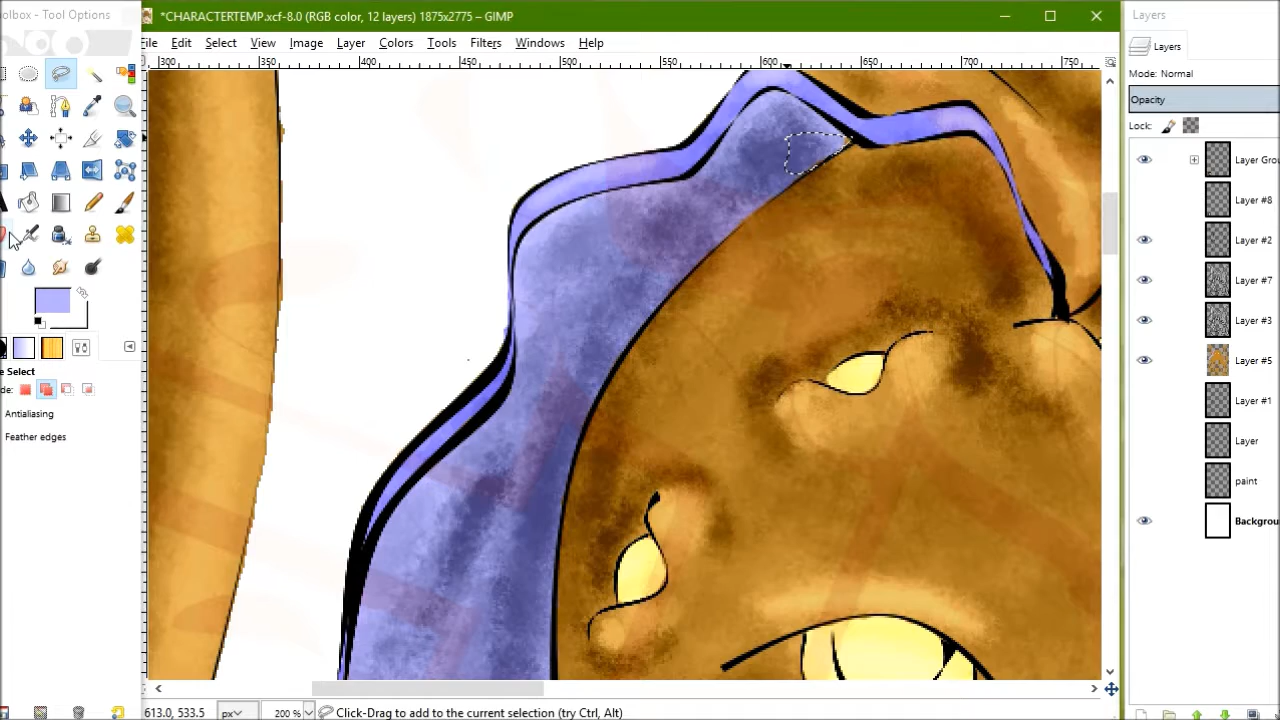 *CHARACTERTEMP.xcf-8.0 (RGB color, 12 layers) 1875x2775 – GIMP
olbox - Tool Options
Layers
File Edit Select View Image Layer Colors Tools Filters Windows Help
Layers
300 350 400 450 500 550 600 650 700 750
Mode: Normal
Opacity
Lock:
Layer Gro
Layer #8
Layer #2
Layer #7
Layer #3
Layer #5
Layer #1
Layer
paint
Backgrou
e Select
de:
Antialiasing
Feather edges
613.0, 533.5 px 200 % Click-Drag to add to the current selection (try Ctrl, Alt)